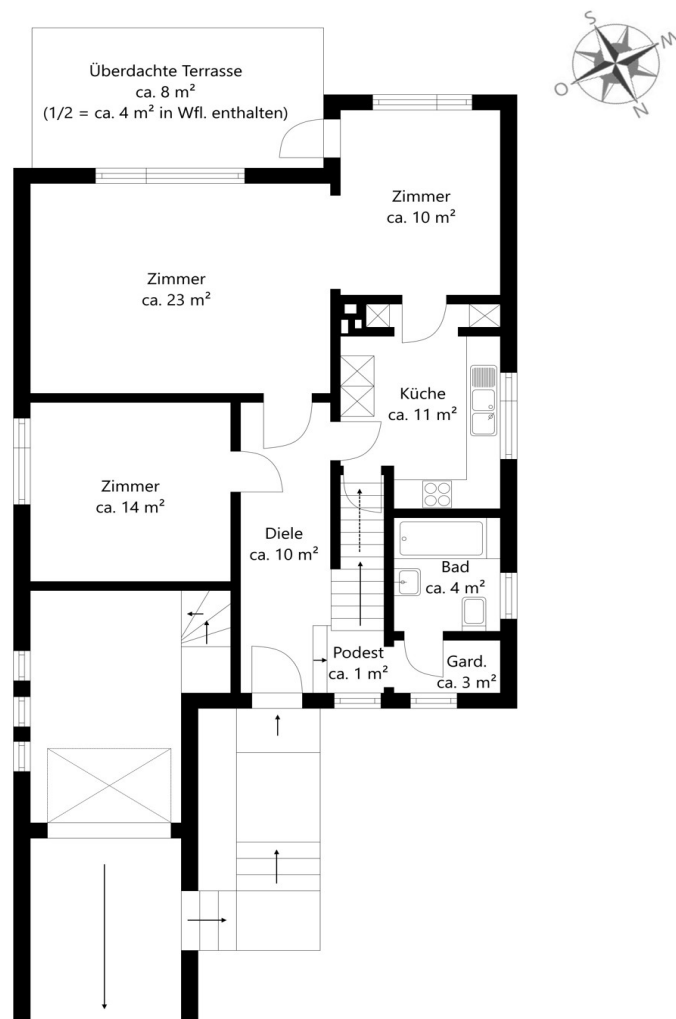 Überdachte Terrasse
ca. 8 m²
(1/2 = ca. 4 m² in Wfl. enthalten)
S
W
O
N
Zimmer
ca. 10 m²
Zimmer
ca. 23 m²
Küche
ca. 11 m²
Zimmer
ca. 14 m²
Diele
ca. 10 m²
Bad
ca. 4 m²
Podest
ca. 1 m²
Gard.
ca. 3 m²